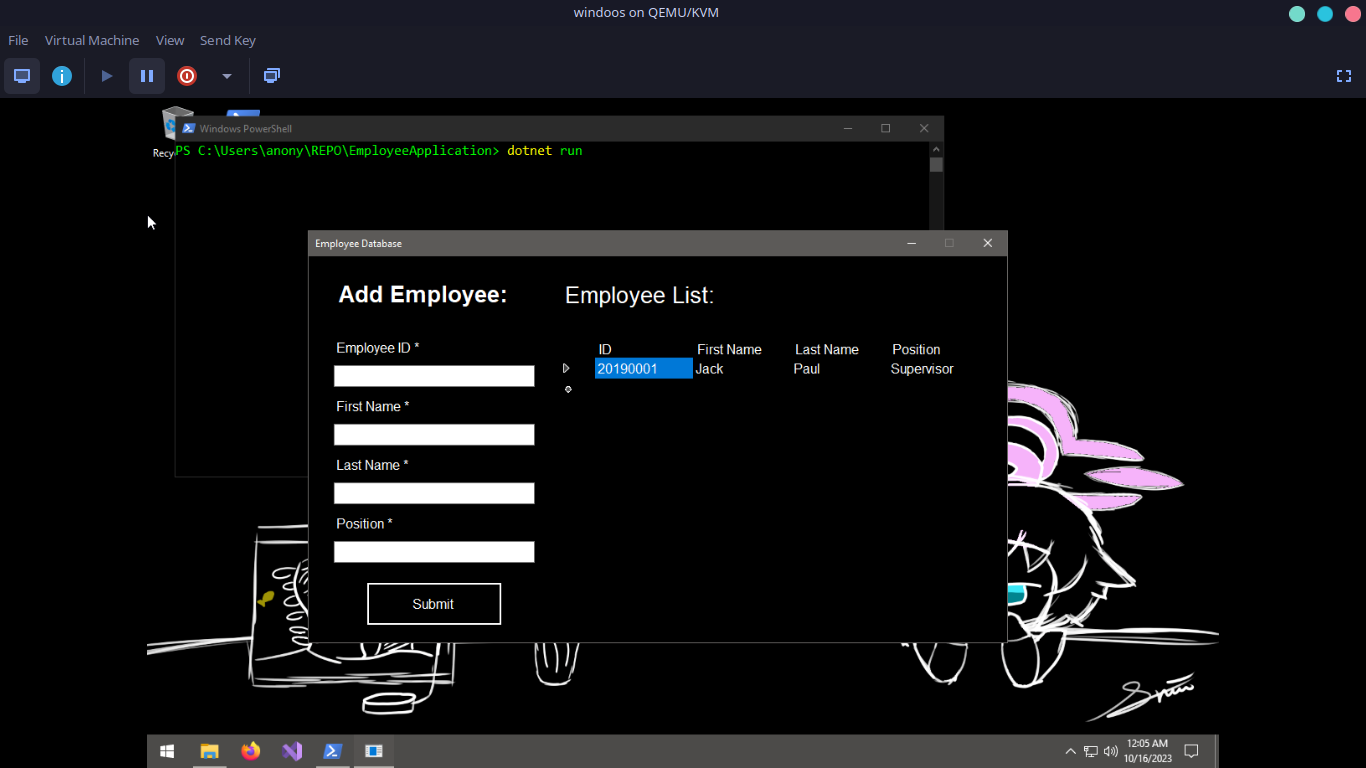 windoos on QEMU/KVM
File Virtual Machine View Send Key
Windows PowerShell
Recy
PS C:\Users\anony\REPO\EmployeeApplication> dotnet run
Employee Database
Add Employee:
Employee List:
Employee ID *
First Name *
Last Name *
Position *
Submit
ID First Name Last Name Position
20190001 Jack Paul Supervisor
12:05 AM
10/16/2023